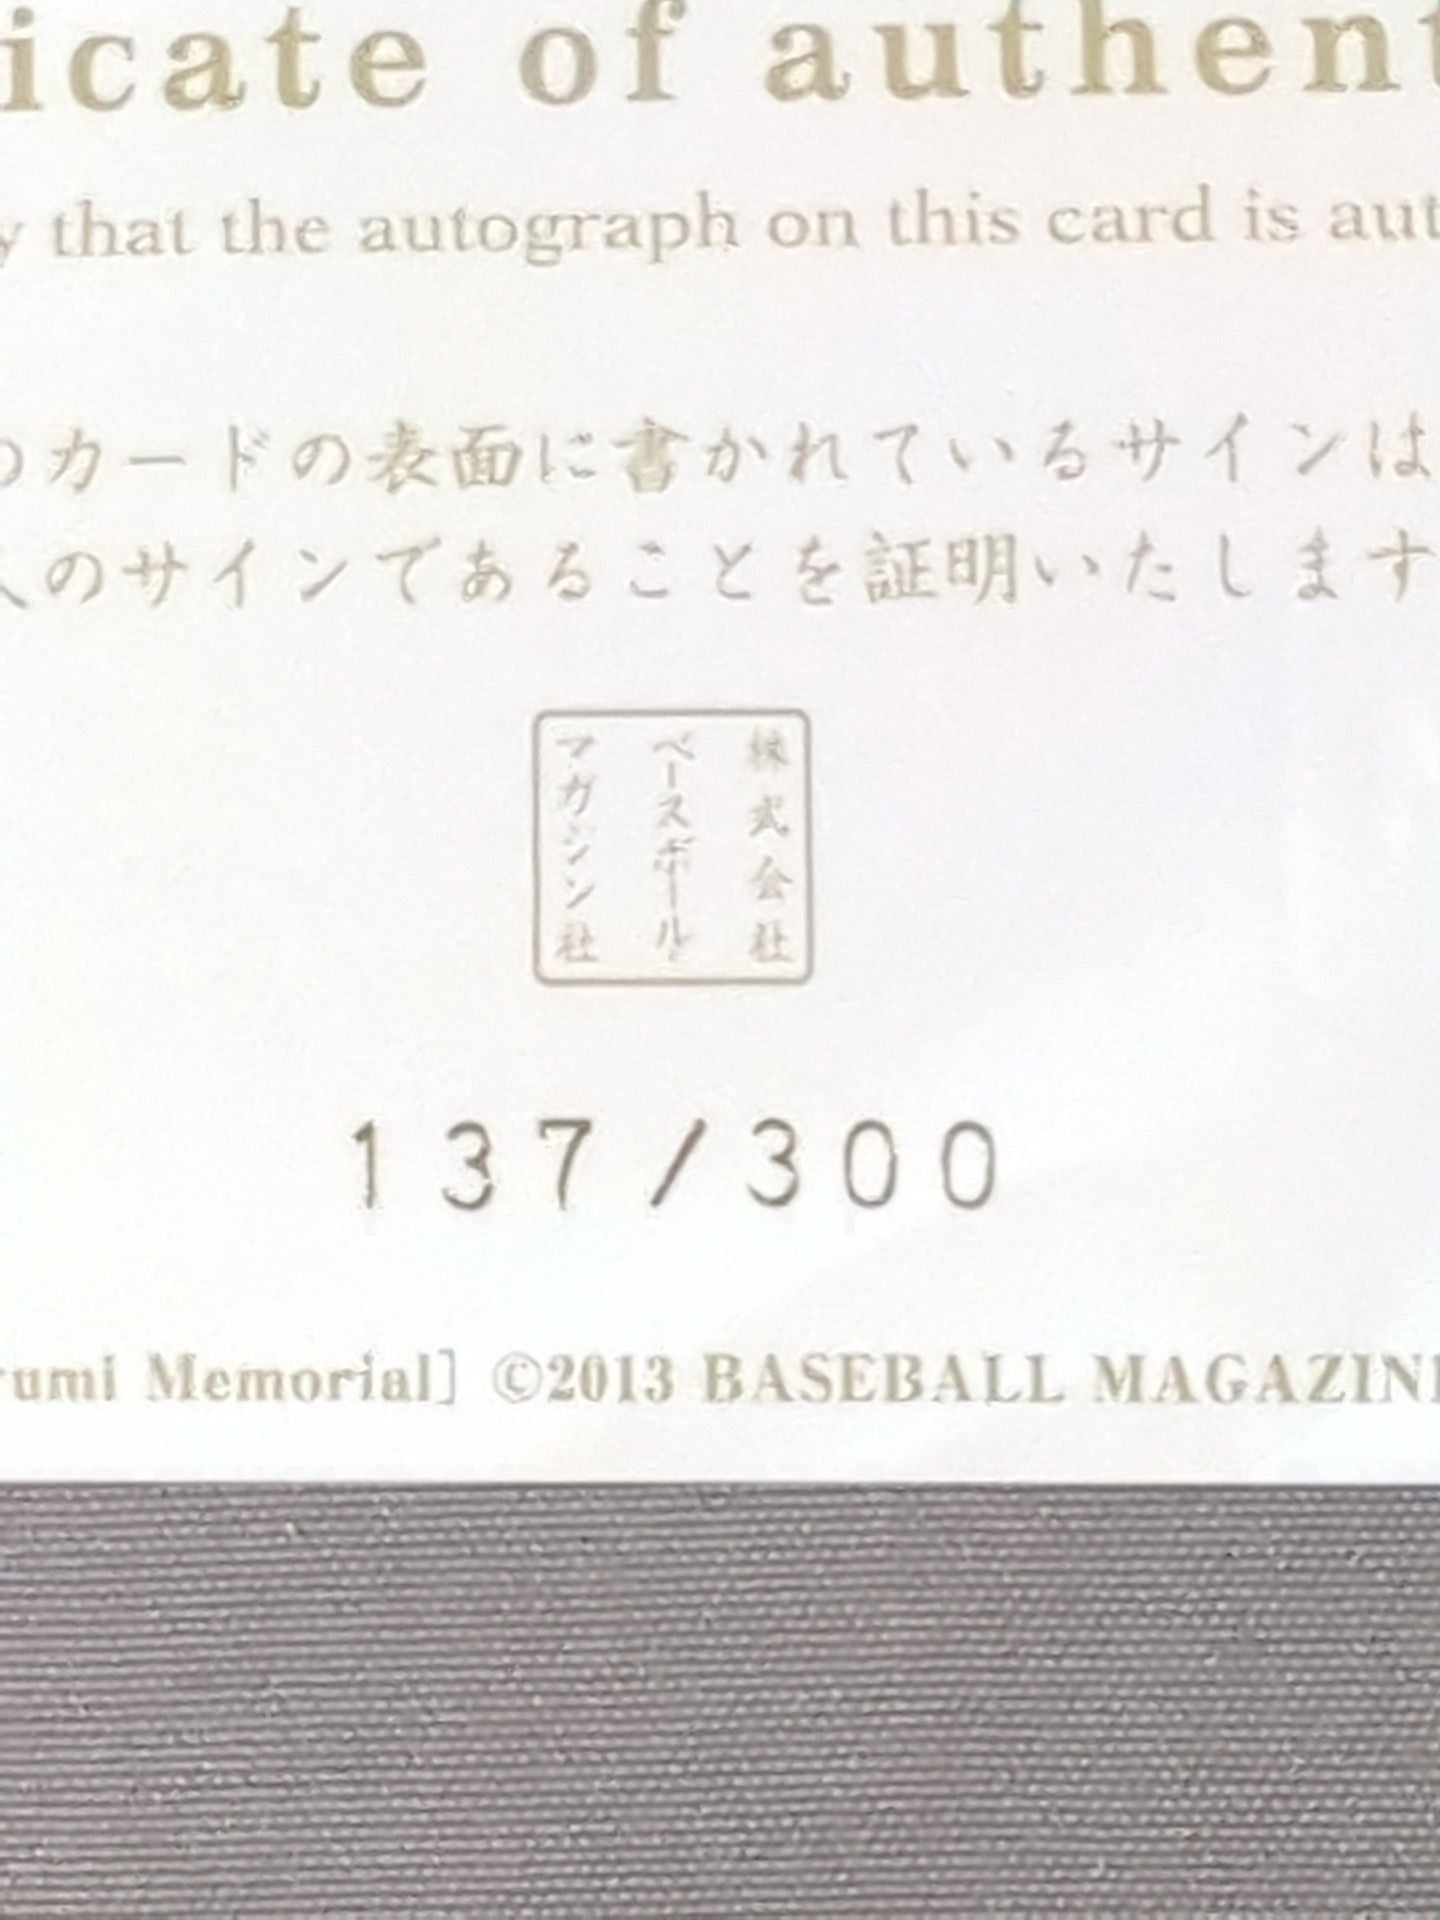 icate of authent
y that the autograph on this card is aut
のカードの表面に書かれているサインは
人のサインであることを証明いたします
株式会社
ベースボール
マガジン社
137/300
rumi Memorial] ©2013 BASEBALL MAGAZINE